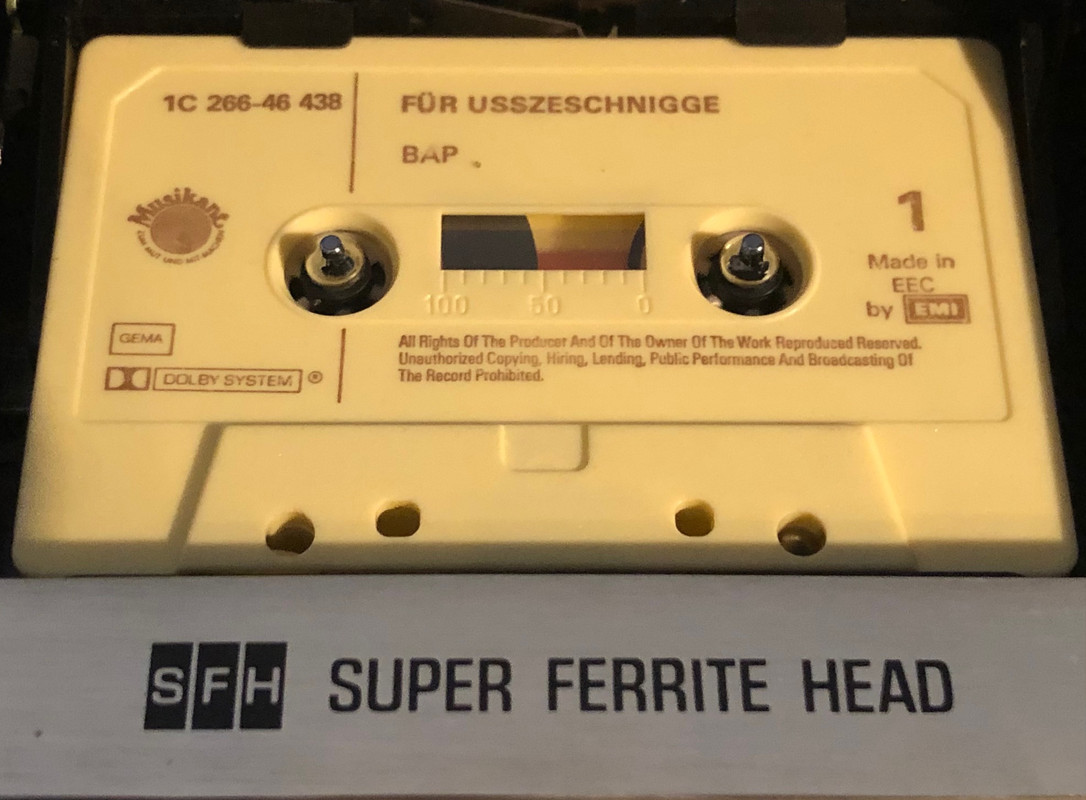 1C 266-46 438
FÜR USSZESCHNIGGE
BAP
Musikant
1
Made in
EEC
by EMI
100 50 0
GEMA
DOLBY SYSTEM ®
All Rights Of The Producer And Of The Owner Of The Work Reproduced Reserved.
Unauthorized Copying, Hiring, Lending, Public Performance And Broadcasting Of
The Record Prohibited.
SFH SUPER FERRITE HEAD